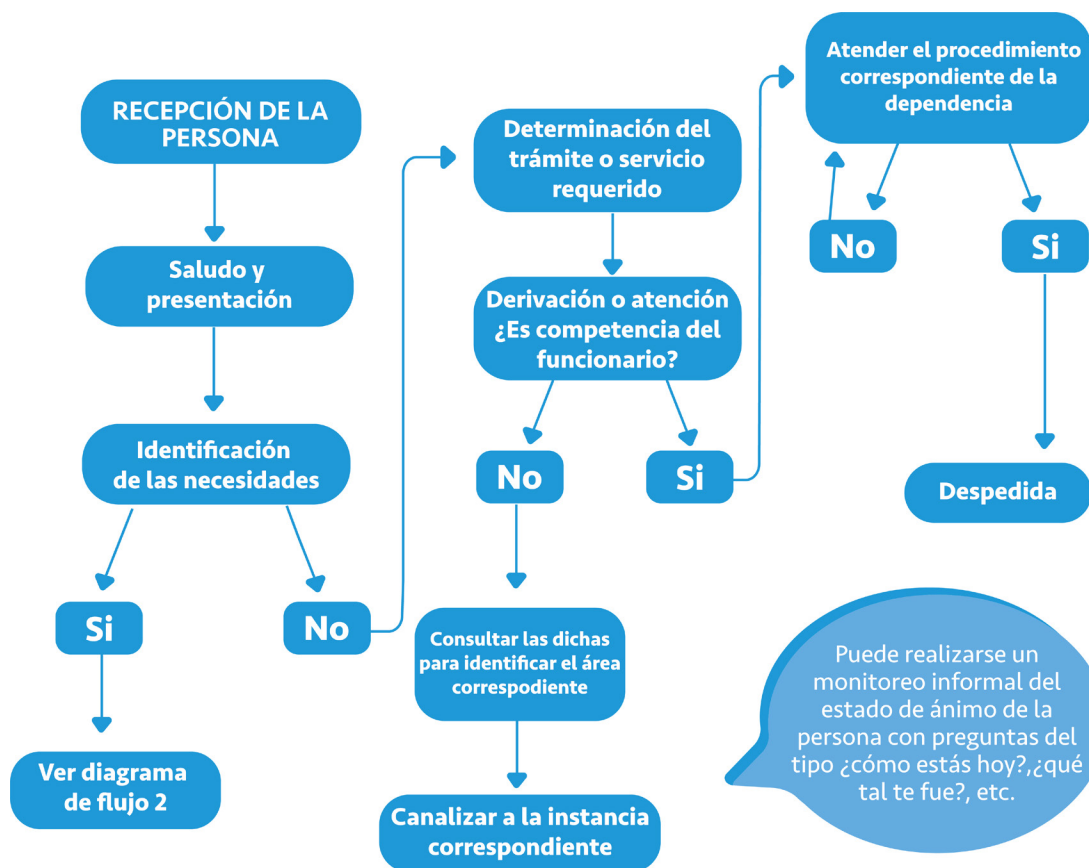 RECEPCIÓN DE LA
PERSONA
Saludo y
presentación
Identificación
de las necesidades
Si
No
Ver diagrama
de flujo 2
Determinación del
trámite o servicio
requerido
Derivación o atención
¿Es competencia del
funcionario?
No
Si
Consultar las dichas
para identificar el área
correspodiente
Canalizar a la instancia
correspondiente
Atender el procedimiento
correspondiente de la
dependencia
No
Si
Despedida
Puede realizarse un
monitoreo informal del
estado de ánimo de la
persona con preguntas del
tipo ¿cómo estás hoy?,¿qué
tal te fue?, etc.